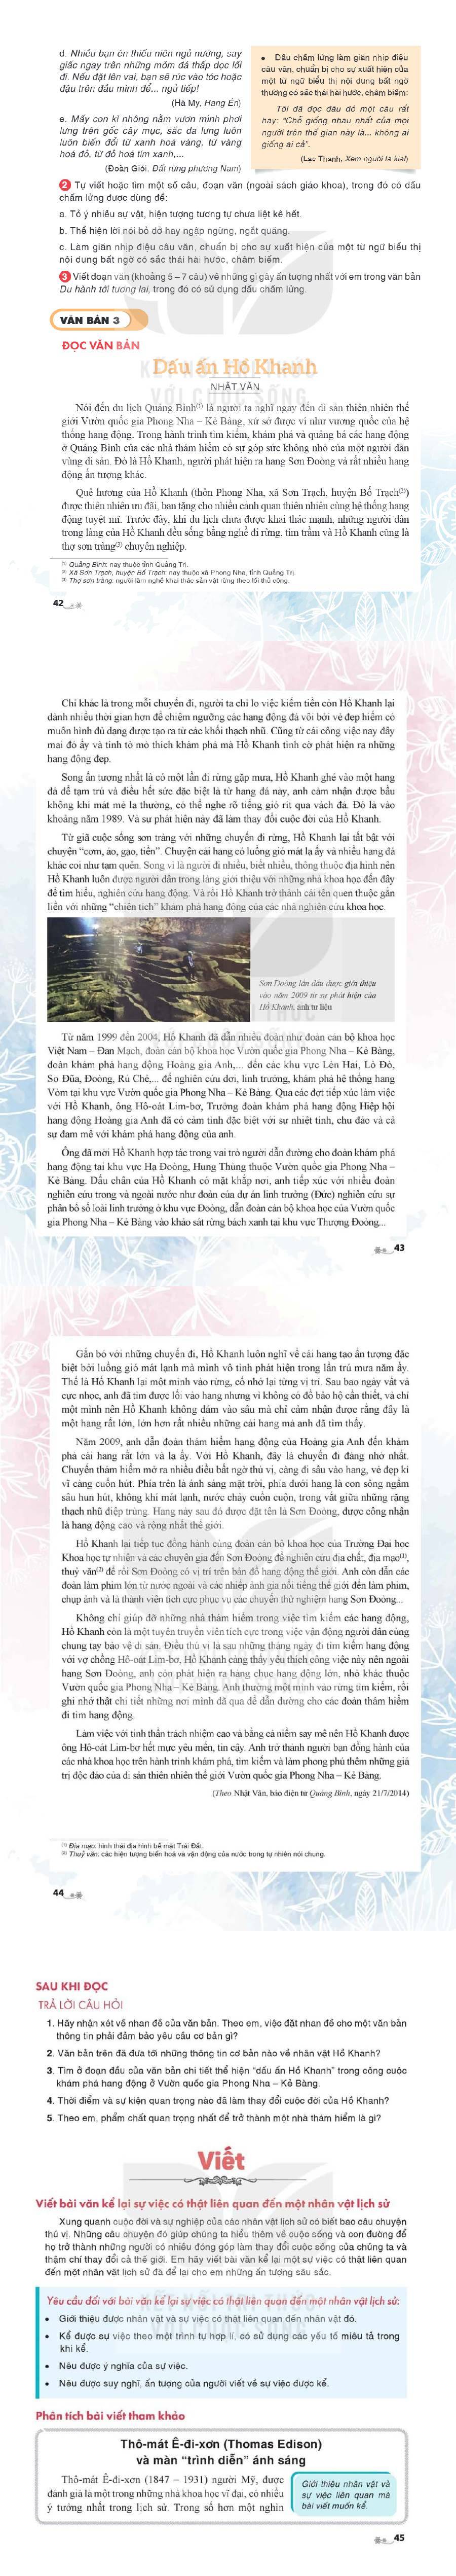 d. Nhiều bạn én thiếu niên ngủ nướng, say
giấc ngay trên những mỏm đá thấp dọc lối
đi. Nếu đặt lên vai, bạn sẽ rúc vào tóc hoặc
đậu trên đầu mình để... ngủ tiếp!
(Hà My, Hang Én)
e. Mấy con kì nhông nằm vươn mình phơi
lưng trên gốc cây mục, sắc da lưng luôn
luôn biến đổi từ xanh hoá vàng, từ vàng
hoá đỏ, từ đỏ hoá tím xanh,...
(Đoàn Giỏi, Đất rừng phương Nam)
• Dấu chấm lửng làm giãn nhịp điệu
câu văn, chuẩn bị cho sự xuất hiện của
một từ ngữ biểu thị nội dung bất ngờ
thường có sắc thái hài hước, châm biếm:
Tôi đã đọc đâu đó một câu rất
hay: "Chỗ giống nhau nhất của mọi
người trên thế gian này là... không ai
giống ai cả".
(Lạc Thanh, Xem người ta kìa!)
2 Tự viết hoặc tìm một số câu, đoạn văn (ngoài sách giáo khoa), trong đó có dấu
chấm lửng được dùng để:
a. Tỏ ý nhiều sự vật, hiện tượng tương tự chưa liệt kê hết.
b. Thể hiện lời nói bỏ dở hay ngập ngừng, ngắt quãng.
c. Làm giãn nhịp điệu câu văn, chuẩn bị cho sự xuất hiện của một từ ngữ biểu thị
nội dung bất ngờ có sắc thái hài hước, châm biếm.
3 Viết đoạn văn (khoảng 5 – 7 câu) về những gì gây ấn tượng nhất với em trong văn bản
Du hành tới tương lai, trong đó có sử dụng dấu chấm lửng.
VĂN BẢN 3
ĐỌC VĂN BẢN
Dấu ấn Hồ Khanh
NHẬT VĂN
Nói đến du lịch Quảng Bình(1) là người ta nghĩ ngay đến di sản thiên nhiên thế
giới Vườn quốc gia Phong Nha – Kẻ Bàng, xứ sở được ví như vương quốc của hệ
thống hang động. Trong hành trình tìm kiếm, khám phá và quảng bá các hang động
ở Quảng Bình của các nhà thám hiểm có sự góp sức không nhỏ của một người dân
vùng di sản. Đó là Hồ Khanh, người phát hiện ra hang Sơn Đoòng và rất nhiều hang
động ấn tượng khác.
Quê hương của Hồ Khanh (thôn Phong Nha, xã Sơn Trạch, huyện Bố Trạch(2))
được thiên nhiên ưu đãi, ban tặng cho nhiều cảnh quan thiên nhiên cùng hệ thống hang
động tuyệt mĩ. Trước đây, khi du lịch chưa được khai thác mạnh, những người dân
trong làng của Hồ Khanh đều sống bằng nghề đi rừng, tìm trầm và Hồ Khanh cũng là
thợ sơn tràng(3) chuyên nghiệp.
(1) Quảng Bình: nay thuộc tỉnh Quảng Trị.
(2) Xã Sơn Trạch, huyện Bố Trạch: nay thuộc xã Phong Nha, tỉnh Quảng Trị.
(3) Thợ sơn tràng: người làm nghề khai thác sản vật rừng theo lối thủ công.
42
Chỉ khác là trong mỗi chuyến đi, người ta chỉ lo việc kiếm tiền còn Hồ Khanh lại
dành nhiều thời gian hơn để chiêm ngưỡng các hang động đá vôi bởi vẻ đẹp hiếm có
muôn hình đủ dạng được tạo ra từ các khối thạch nhũ. Cũng từ cái công việc nay đây
mai đó ấy và tính tò mò thích khám phá mà Hồ Khanh tình cờ phát hiện ra những
hang động đẹp.
Song ấn tượng nhất là có một lần đi rừng gặp mưa, Hồ Khanh ghé vào một hang
đá để tạm trú và điều hết sức đặc biệt là từ hang đá này, anh cảm nhận được bầu
không khí mát mẻ lạ thường, có thể nghe rõ tiếng gió rít qua vách đá. Đó là vào
khoảng năm 1989. Và sự phát hiện này đã làm thay đổi cuộc đời của Hồ Khanh.
Từ giã cuộc sống sơn tràng với những chuyến đi rừng, Hồ Khanh lại tất bật với
chuyện "cơm, áo, gạo, tiền". Chuyện cái hang có luồng gió mát lạ ấy và nhiều hang đá
khác coi như tạm quên. Song vì là người đi nhiều, biết nhiều, thông thuộc địa hình nên
Hồ Khanh luôn được người dân trong làng giới thiệu với những nhà khoa học đến đây
để tìm hiểu, nghiên cứu hang động. Và rồi Hồ Khanh trở thành cái tên quen thuộc gắn
liền với những "chiến tích" khám phá hang động của các nhà nghiên cứu khoa học.
Sơn Đoòng lần đầu được giới thiệu
vào năm 2009 từ sự phát hiện của
Hồ Khanh, ảnh tư liệu
Từ năm 1999 đến 2004, Hồ Khanh đã dẫn nhiều đoàn như đoàn cán bộ khoa học
Việt Nam – Đan Mạch, đoàn cán bộ khoa học Vườn quốc gia Phong Nha – Kẻ Bàng,
đoàn khám phá hang động Hoàng gia Anh,... đến các khu vực Lèn Hai, Lò Đò,
So Đũa, Đoòng, Rú Chẻ,... để nghiên cứu dơi, linh trưởng, khám phá hệ thống hang
Vòm tại khu vực Vườn quốc gia Phong Nha – Kẻ Bàng. Qua các đợt tiếp xúc làm việc
với Hồ Khanh, ông Hô-oát Lim-bơ, Trưởng đoàn khám phá hang động Hiệp hội
hang động Hoàng gia Anh đã có cảm tình đặc biệt với sự nhiệt tình, chu đáo và cả
sự đam mê với khám phá hang động của anh.
Ông đã mời Hồ Khanh hợp tác trong vai trò người dẫn đường cho đoàn khám phá
hang động tại khu vực Hạ Đoòng, Hung Thùng thuộc Vườn quốc gia Phong Nha –
Kẻ Bàng. Dấu chân của Hồ Khanh có mặt khắp nơi, anh tiếp xúc với nhiều đoàn
nghiên cứu trong và ngoài nước như đoàn của dự án linh trưởng (Đức) nghiên cứu sự
phân bố số loài linh trưởng ở khu vực Đoòng, dẫn đoàn cán bộ khoa học của Vườn quốc
gia Phong Nha – Kẻ Bàng vào khảo sát rừng bách xanh tại khu vực Thượng Đoòng...
43
Gắn bó với những chuyến đi, Hồ Khanh luôn nghĩ về cái hang tạo ấn tượng đặc
biệt bởi luồng gió mát lạnh mà mình vô tình phát hiện trong lần trú mưa năm ấy.
Thế là Hồ Khanh lại một mình vào rừng, cố nhớ lại từng vị trí. Sau bao ngày vất vả
cực nhọc, anh đã tìm được lối vào hang nhưng vì không có đồ bảo hộ cần thiết, và chỉ
một mình nên Hồ Khanh không dám vào sâu mà chỉ cảm nhận được rằng đây là
một hang rất lớn, lớn hơn rất nhiều những cái hang mà anh đã tìm thấy.
Năm 2009, anh dẫn đoàn thám hiểm hang động của Hoàng gia Anh đến khám
phá cái hang rất lớn và lạ ấy. Với Hồ Khanh, đây là chuyến đi đáng nhớ nhất.
Chuyến thám hiểm mở ra nhiều điều bất ngờ thú vị, càng đi sâu vào hang, vẻ đẹp kì
vĩ càng cuốn hút. Phía trên là ánh sáng mặt trời, phía dưới hang là con sông ngầm
sâu hun hút, không khí mát lạnh, nước chảy cuồn cuộn, trong vắt giữa những rặng
thạch nhũ điệp trùng. Hang này sau đó được đặt tên là Sơn Đoòng, được công nhận
là hang động cao và rộng nhất thế giới.
Hồ Khanh lại tiếp tục đồng hành cùng đoàn cán bộ khoa học của Trường Đại học
Khoa học tự nhiên và các chuyên gia đến Sơn Đoòng để nghiên cứu địa chất, địa mạo(1),
thuỷ văn(2) để rồi Sơn Đoòng có vị trí trên bản đồ hang động thế giới. Anh còn dẫn các
đoàn làm phim lớn từ nước ngoài và các nhiếp ảnh gia nổi tiếng thế giới đến làm phim,
chụp ảnh và là thành viên tích cực phục vụ các chuyến thử nghiệm hang Sơn Đoòng...
Không chỉ giúp đỡ những nhà thám hiểm trong việc tìm kiếm các hang động,
Hồ Khanh còn là một tuyên truyền viên tích cực trong việc vận động người dân cùng
chung tay bảo vệ di sản. Điều thú vị là sau những tháng ngày đi tìm kiếm hang động
với vợ chồng Hô-oát Lim-bơ, Hồ Khanh càng thấy yêu thích công việc này nên ngoài
hang Sơn Đoòng, anh còn phát hiện ra hàng chục hang động lớn, nhỏ khác thuộc
Vườn quốc gia Phong Nha – Kẻ Bàng. Anh thường một mình vào rừng tìm kiếm, rồi
ghi nhớ thật chi tiết những nơi mình đã qua để dẫn đường cho các đoàn thám hiểm
đi tìm hang động.
Làm việc với tinh thần trách nhiệm cao và bằng cả niềm say mê nên Hồ Khanh được
ông Hô-oát Lim-bơ hết mực yêu mến, tin cậy. Anh trở thành người bạn đồng hành của
các nhà khoa học trên hành trình khám phá, tìm kiếm và làm phong phú thêm những giá
trị độc đáo của di sản thiên nhiên thế giới Vườn quốc gia Phong Nha – Kẻ Bàng.
(Theo Nhật Văn, báo điện tử Quảng Bình, ngày 21/7/2014)
(1) Địa mạo: hình thái địa hình bề mặt Trái Đất.
(2) Thuỷ văn: các hiện tượng biến hoá và vận động của nước trong tự nhiên nói chung.
44
SAU KHI ĐỌC
TRẢ LỜI CÂU HỎI
1. Hãy nhận xét về nhan đề của văn bản. Theo em, việc đặt nhan đề cho một văn bản
thông tin phải đảm bảo yêu cầu cơ bản gì?
2. Văn bản trên đã đưa tới những thông tin cơ bản nào về nhân vật Hồ Khanh?
3. Tìm ở đoạn đầu của văn bản chi tiết thể hiện "dấu ấn Hồ Khanh" trong công cuộc
khám phá hang động ở Vườn quốc gia Phong Nha – Kẻ Bàng.
4. Thời điểm và sự kiện quan trọng nào đã làm thay đổi cuộc đời của Hồ Khanh?
5. Theo em, phẩm chất quan trọng nhất để trở thành một nhà thám hiểm là gì?
Viết
Viết bài văn kể lại sự việc có thật liên quan đến một nhân vật lịch sử
Xung quanh cuộc đời và sự nghiệp của các nhân vật lịch sử có biết bao câu chuyện
thú vị. Những câu chuyện đó giúp chúng ta hiểu thêm về cuộc sống và con đường để
họ trở thành những người có nhiều đóng góp làm thay đổi cuộc sống của chúng ta và
thậm chí thay đổi cả thế giới. Em hãy viết bài văn kể lại một sự việc có thật liên quan
đến một nhân vật lịch sử đã để lại cho em những ấn tượng sâu sắc.
Yêu cầu đối với bài văn kể lại sự việc có thật liên quan đến một nhân vật lịch sử:
• Giới thiệu được nhân vật và sự việc có thật liên quan đến nhân vật đó.
• Kể được sự việc theo một trình tự hợp lí, có sử dụng các yếu tố miêu tả trong
khi kể.
• Nêu được ý nghĩa của sự việc.
• Nêu được suy nghĩ, ấn tượng của người viết về sự việc được kể.
Phân tích bài viết tham khảo
Thô-mát Ê-đi-xơn (Thomas Edison)
và màn "trình diễn" ánh sáng
Thô-mát Ê-đi-xơn (1847 – 1931) người Mỹ, được
đánh giá là một trong những nhà khoa học vĩ đại, có nhiều
ý tưởng nhất trong lịch sử. Trong số hơn một nghìn
Giới thiệu nhân vật và
sự việc liên quan mà
bài viết muốn kể.
45